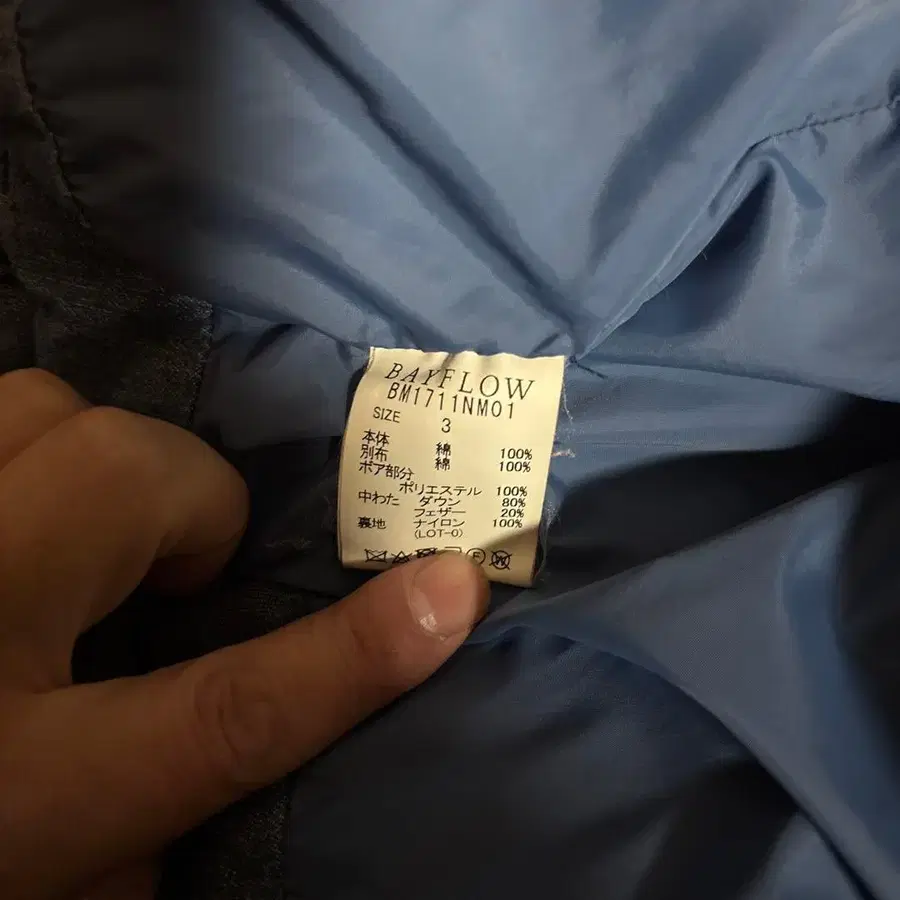 BAYFLOW
BM1711NM01
SIZE 3
本体 綿 100%
別布 綿 100%
ボア部分
ポリエステル 100%
中わた ダウン 80%
フェザー 20%
裏地 ナイロン 100%
(LOT-0)
F W